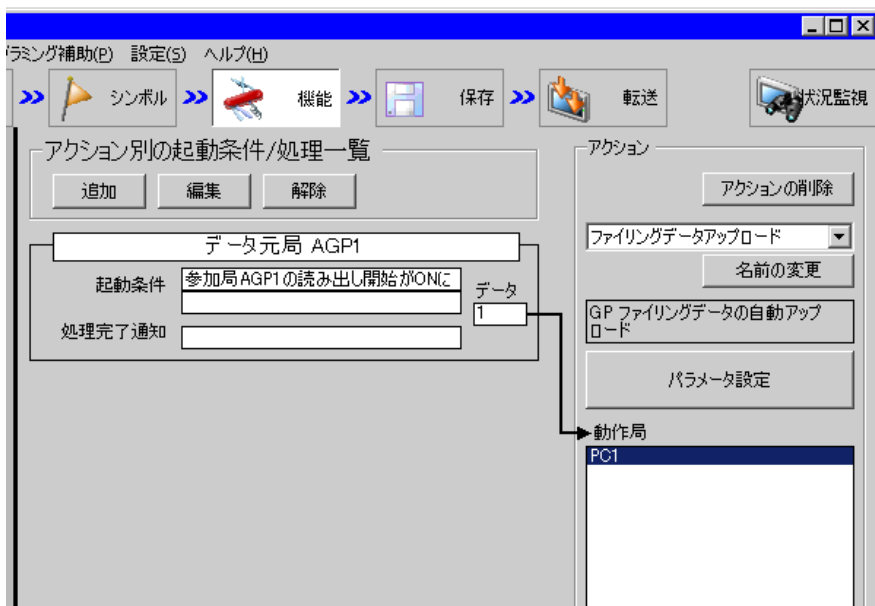 ラミング補助(P) 設定(S) ヘルプ(H)
シンボル 機能 保存 転送 状況監視
アクション別の起動条件/処理一覧
追加 編集 解除
データ元局 AGP1
起動条件 参加局AGP1の読み出し開始がONに
データ
1
処理完了通知
アクション
アクションの削除
ファイリングデータアップロード
名前の変更
GP ファイリングデータの自動アップ
ロード
パラメータ設定
動作局
PC1